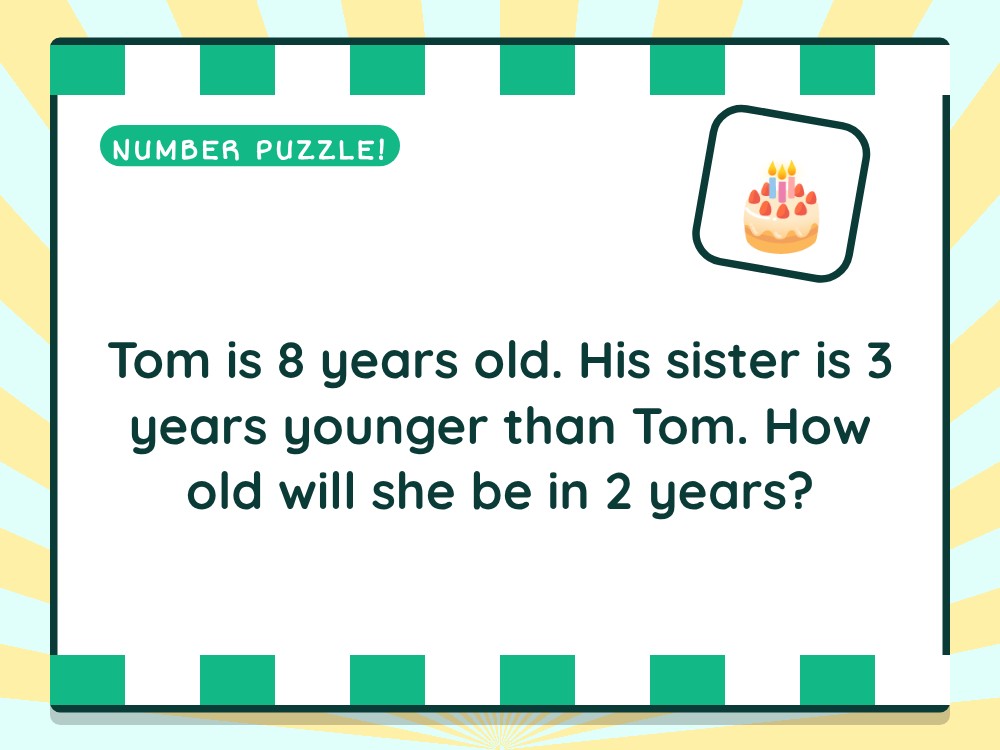 NUMBER PUZZLE!
Tom is 8 years old. His sister is 3
years younger than Tom. How
old will she be in 2 years?